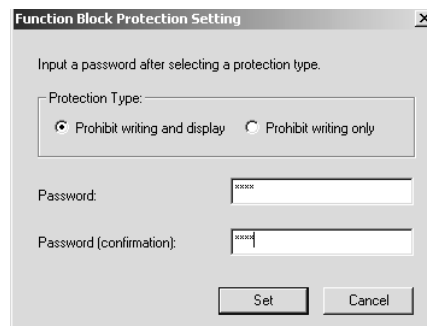 Function Block Protection Setting
Input a password after selecting a protection type.
Protection Type:
Prohibit writing and display Prohibit writing only
Password: ****
Password (confirmation): ****
Set Cancel